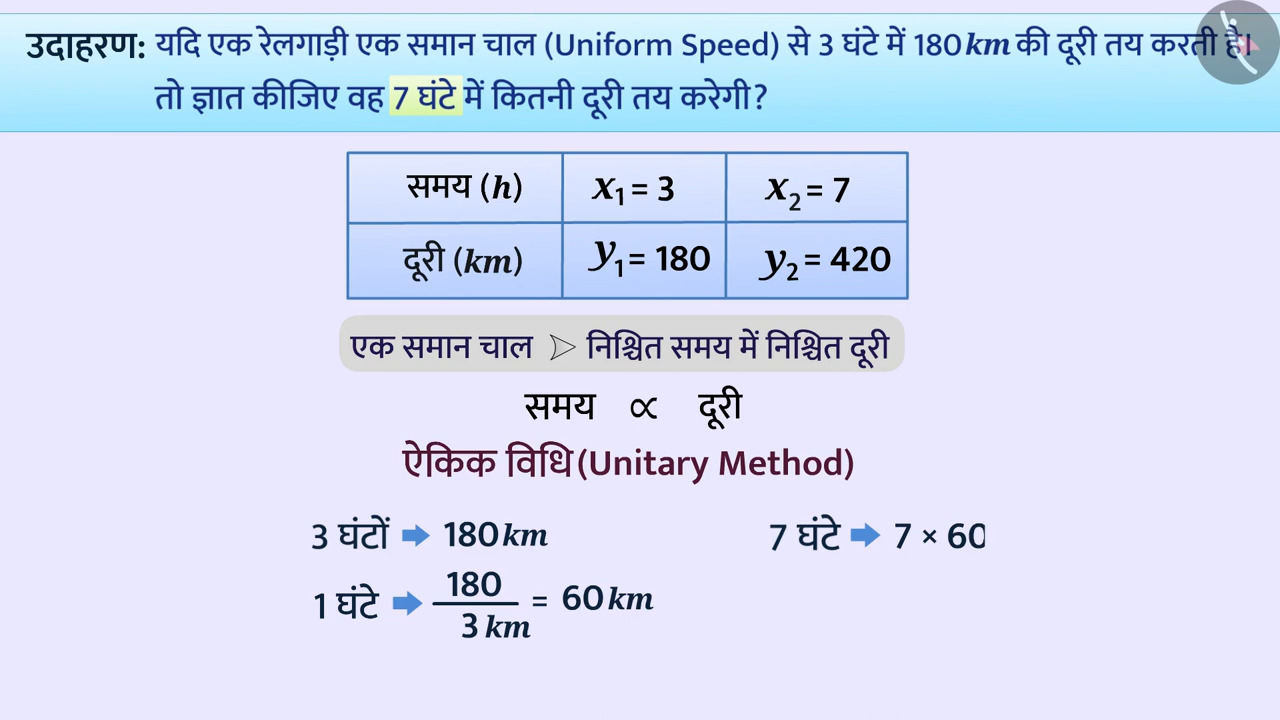 उदाहरण: यदि एक रेलगाड़ी एक समान चाल (Uniform Speed) से 3 घंटे में 180 km की दूरी तय करती है।
तो ज्ञात कीजिए वह 7 घंटे में कितनी दूरी तय करेगी?
समय (h) x₁ = 3 x₂ = 7
दूरी (km) y₁ = 180 y₂ = 420
एक समान चाल ➢ निश्चित समय में निश्चित दूरी
समय ∝ दूरी
ऐकिक विधि (Unitary Method)
3 घंटों ➡ 180 km 7 घंटे ➡ 7 × 60
1 घंटे ➡ 180 / 3 km = 60 km